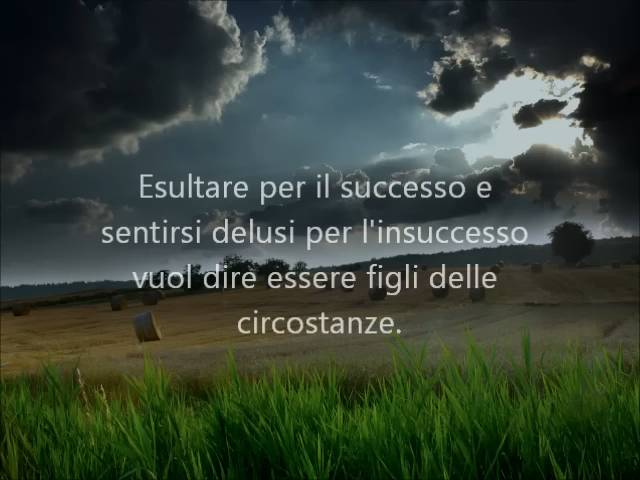 Esultare per il successo e
sentirsi delusi per l'insuccesso
vuol dire essere figli delle
circostanze.